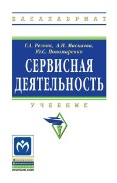 БАКАЛАВРИАТ
Г.А. Резник, А.И. Маскаева,
Ю.С. Пономаренко
СЕРВИСНАЯ
ДЕЯТЕЛЬНОСТЬ
УЧЕБНИК